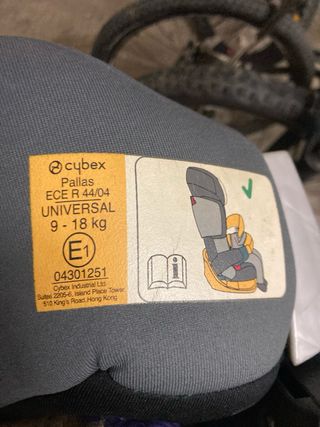 cybex
Pallas
ECE R 44/04
UNIVERSAL
9 - 18 kg
E1
04301251
Cybex Industrial Ltd
Suites 2205-6, Island Place Tower
510 King's Road, Hong Kong
i